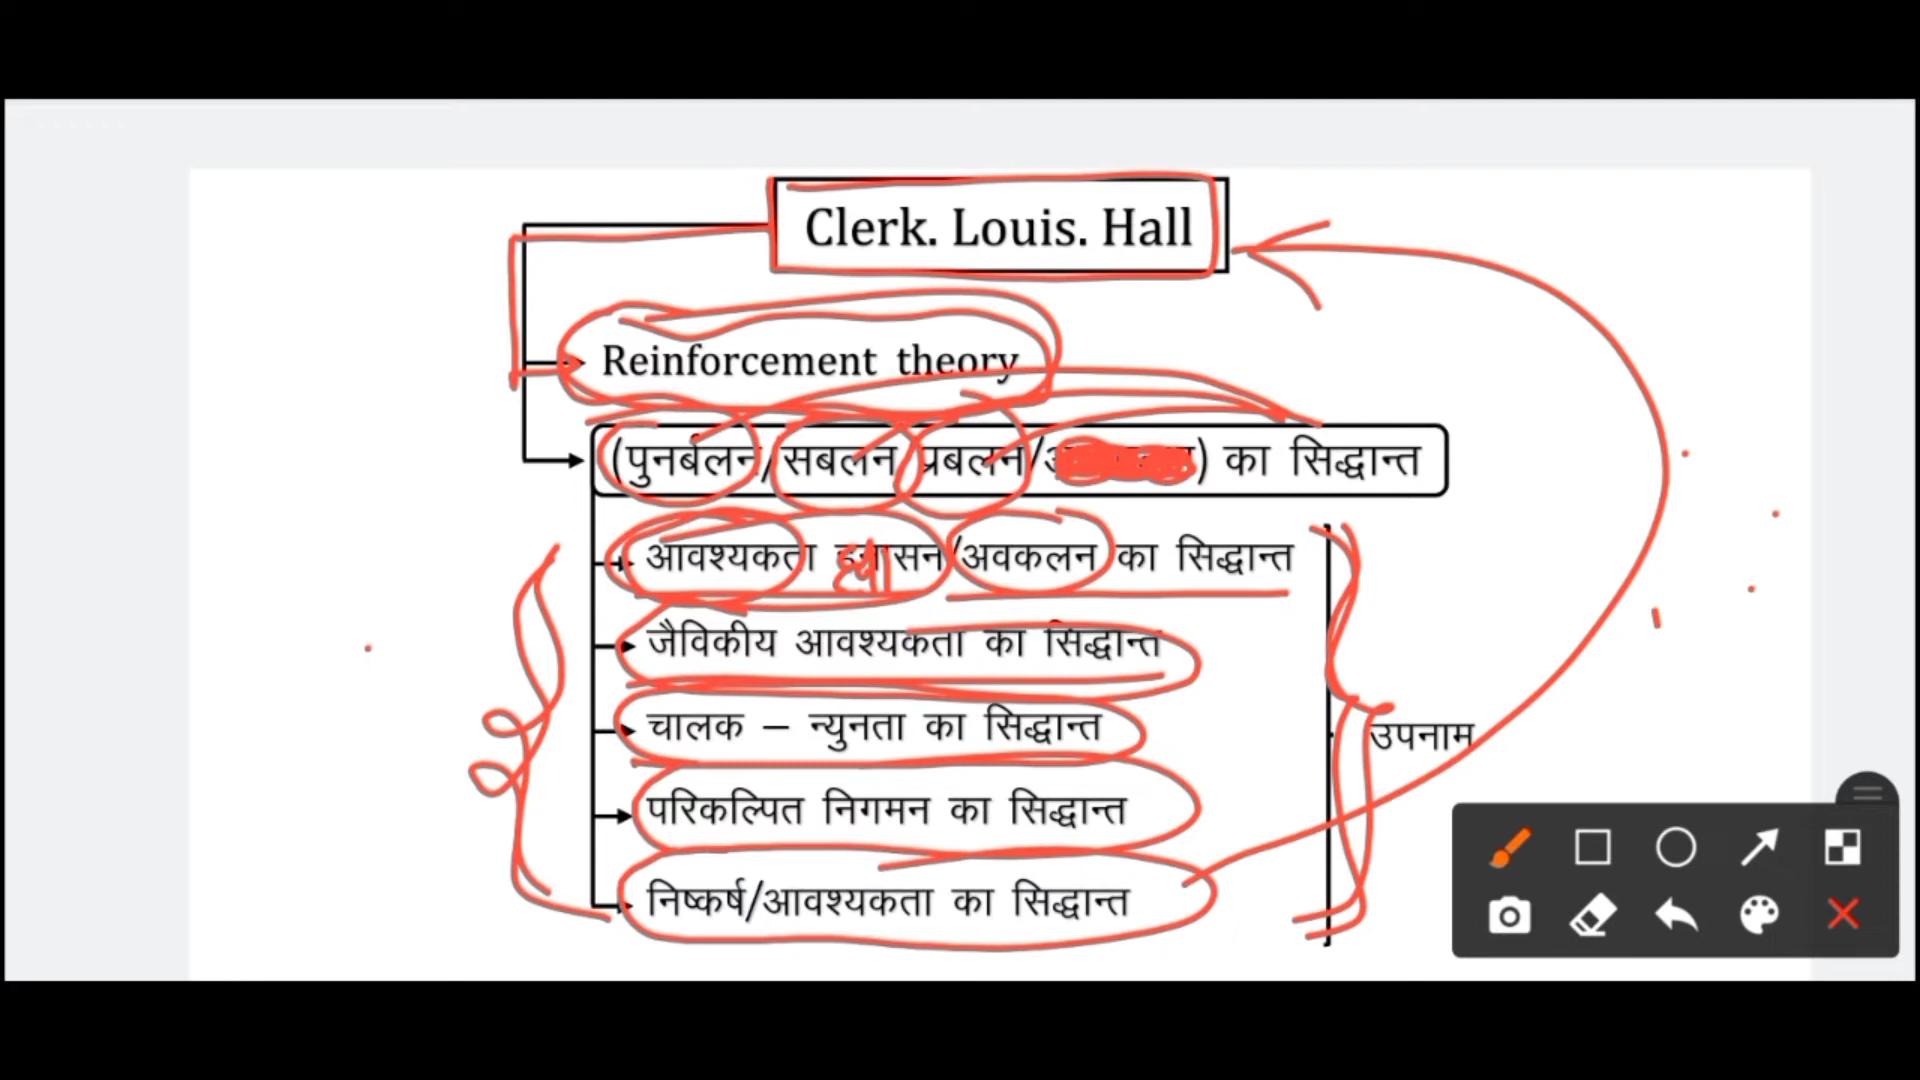 Clerk. Louis. Hall
Reinforcement theory
(पुनर्बलन/सबलन प्रबलन/) का सिद्धान्त
आवश्यकता /अवकलन का सिद्धान्त
जैविकीय आवश्यकता का सिद्धान्त
चालक – न्युनता का सिद्धान्त
उपनाम
परिकल्पित निगमन का सिद्धान्त
निष्कर्ष/आवश्यकता का सिद्धान्त